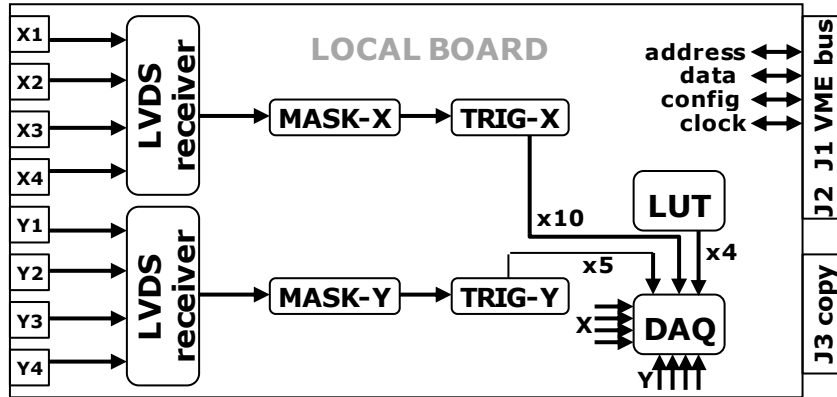 LOCAL BOARD
X1
X2
X3
X4
LVDS
receiver
MASK-X
TRIG-X
address
data
config
clock
J2 J1 VME bus
Y1
Y2
Y3
Y4
LVDS
receiver
MASK-Y
TRIG-Y
x10
x5
LUT
x4
X
DAQ
Y
J3 copy